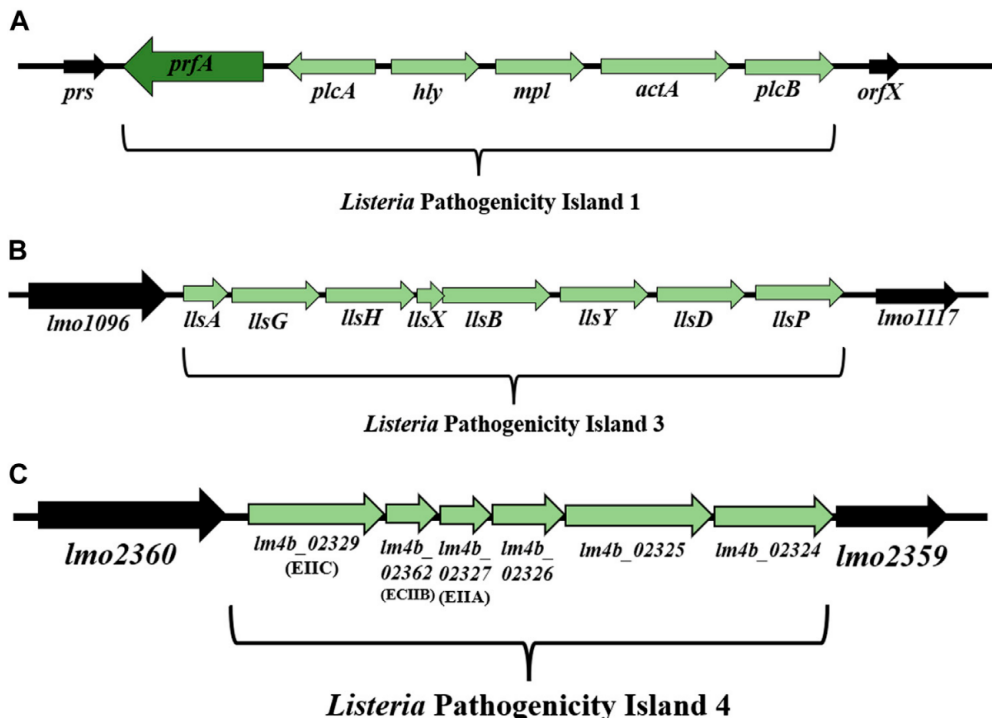 A
prfA
prs
plcA
hly
mpl
actA
plcB
orfX
Listeria Pathogenicity Island 1
B
lmo1096
llsA
llsG
llsH
llsX
llsB
llsY
llsD
llsP
lmo1117
Listeria Pathogenicity Island 3
C
lmo2360
lm4b_02329
(EIIC)
lm4b_
02362
(ECIIB)
lm4b_
02327
(EIIA)
lm4b_
02326
lm4b_02325
lm4b_02324
lmo2359
Listeria Pathogenicity Island 4